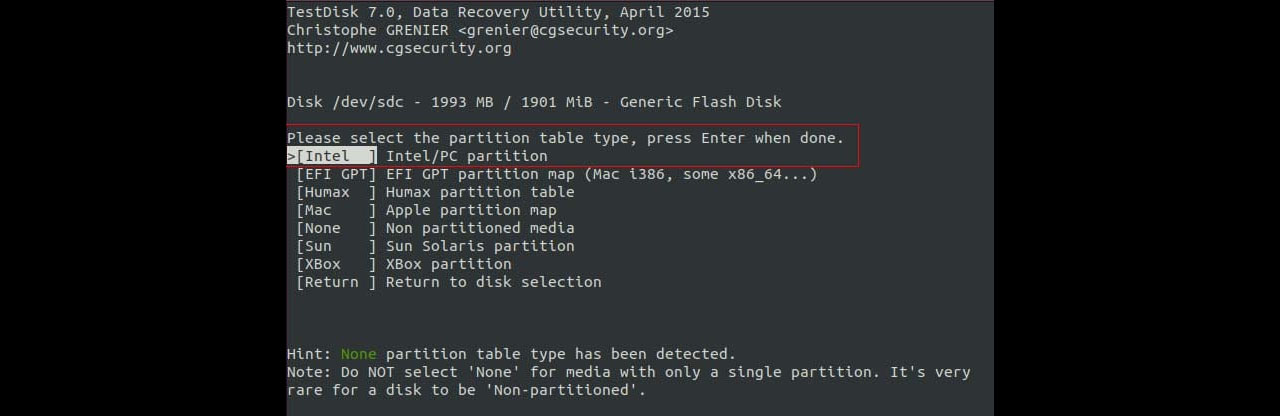 TestDisk 7.0, Data Recovery Utility, April 2015
Christophe GRENIER <grenier@cgsecurity.org>
http://www.cgsecurity.org
Disk /dev/sdc - 1993 MB / 1901 MiB - Generic Flash Disk
Please select the partition table type, press Enter when done.
>[Intel  ] Intel/PC partition
[EFI GPT] EFI GPT partition map (Mac i386, some x86_64...)
[Humax  ] Humax partition table
[Mac    ] Apple partition map
[None   ] Non partitioned media
[Sun    ] Sun Solaris partition
[XBox   ] XBox partition
[Return ] Return to disk selection
Hint: None partition table type has been detected.
Note: Do NOT select 'None' for media with only a single partition. It's very
rare for a disk to be 'Non-partitioned'.